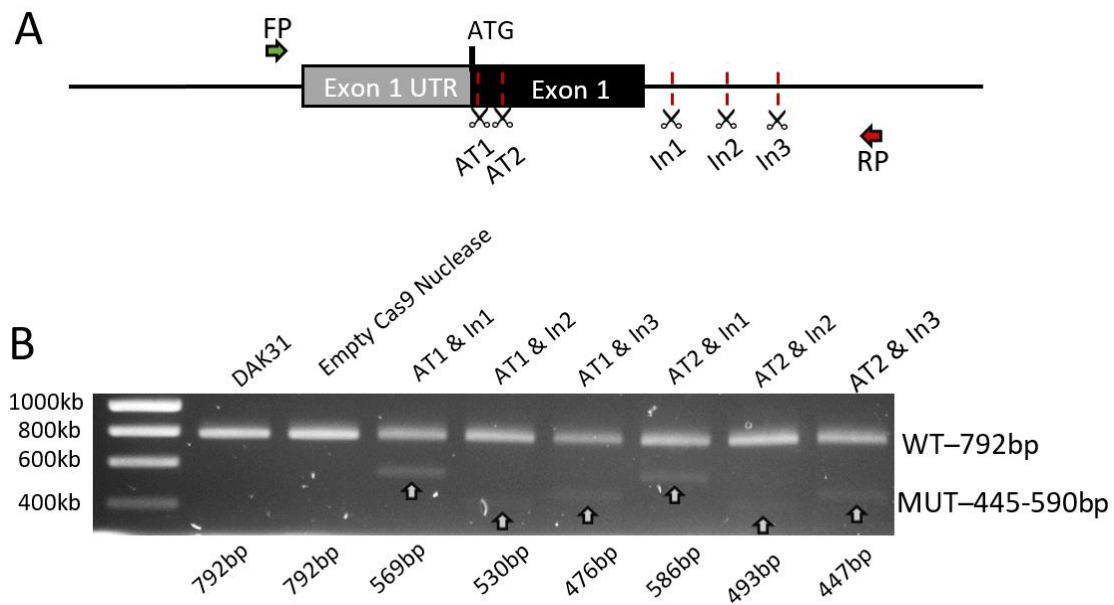 A
FP
ATG
Exon 1 UTR
Exon 1
AT1
AT2
In1
In2
In3
RP
B
DAK31
Empty Cas9 Nuclease
AT1 & In1
AT1 & In2
AT1 & In3
AT2 & In1
AT2 & In2
AT2 & In3
1000kb
800kb
600kb
400kb
WT–792bp
MUT–445-590bp
792bp
792bp
569bp
530bp
476bp
586bp
493bp
447bp